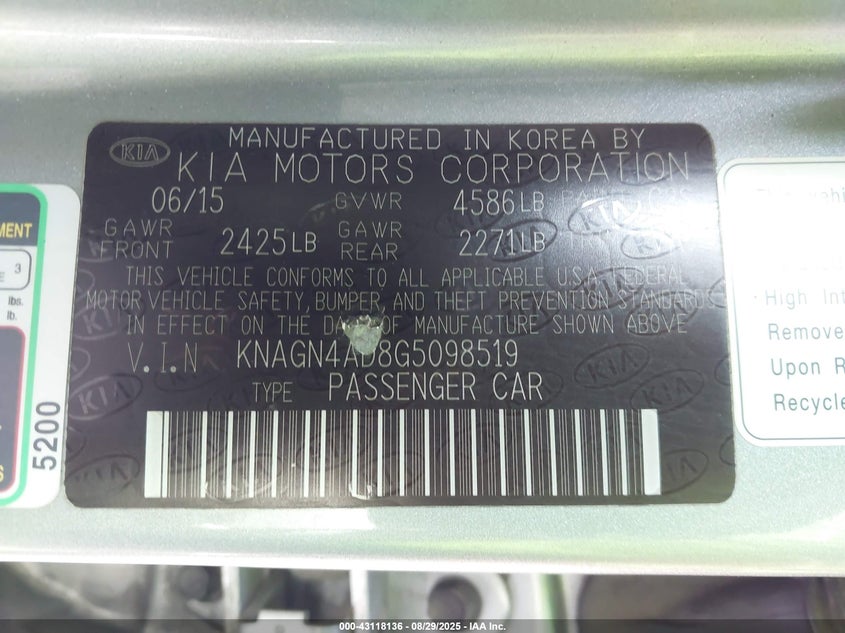 KIA
MANUFACTURED IN KOREA BY
KIA MOTORS CORPORATION
06/15 GVWR 4586LB
GAWR FRONT 2425LB GAWR REAR 2271LB
THIS VEHICLE CONFORMS TO ALL APPLICABLE U.S.A. FEDERAL
MOTOR VEHICLE SAFETY, BUMPER, AND THEFT PREVENTION STANDARDS
IN EFFECT ON THE DATE OF MANUFACTURE SHOWN ABOVE
V.I.N KNAGN4AD8G5098519
TYPE PASSENGER CAR
MENT
3
lbs.
lb.
5200
High Int
Remove
Upon R
Recycle
000-43118136 - 08/29/2025 - IAA Inc.